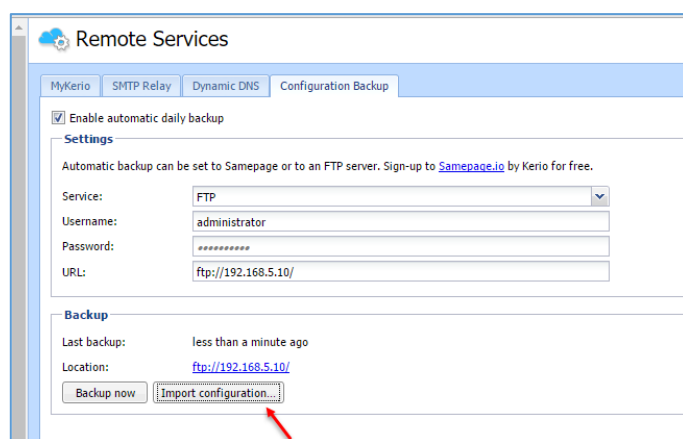 Remote Services
MyKerio SMTP Relay Dynamic DNS Configuration Backup
Enable automatic daily backup
Settings
Automatic backup can be set to Samepage or to an FTP server. Sign-up to Samepage.io by Kerio for free.
Service: FTP
Username: administrator
Password: **********
URL: ftp://192.168.5.10/
Backup
Last backup: less than a minute ago
Location: ftp://192.168.5.10/
Backup now Import configuration...